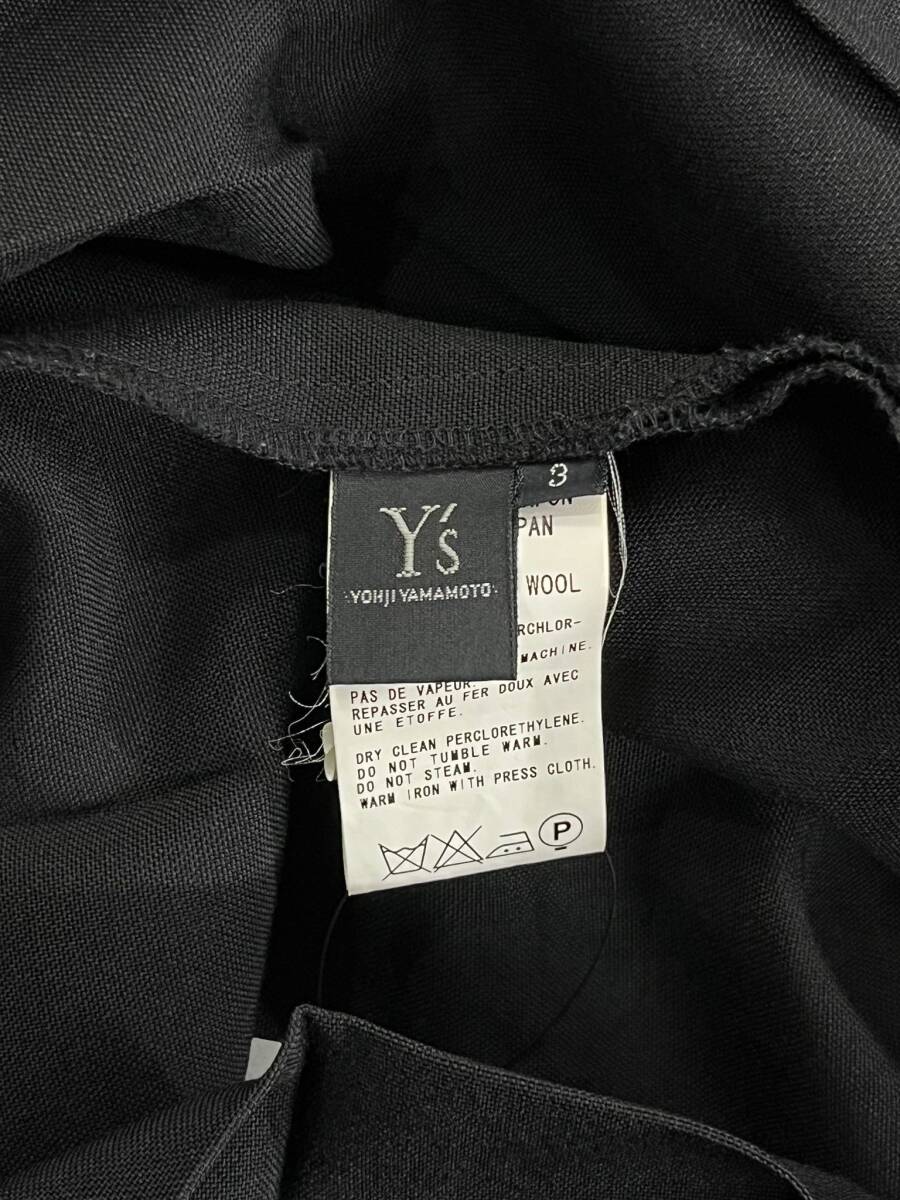 3
Y's
YOHJI YAMAMOTO
PAN
WOOL
RCHLOR-
MACHINE.
PAS DE VAPEUR.
REPASSER AU FER DOUX AVEC
UNE ETOFFE.
DRY CLEAN PERCLORETHYLENE.
DO NOT TUMBLE WARM.
DO NOT STEAM.
WARM IRON WITH PRESS CLOTH.
P